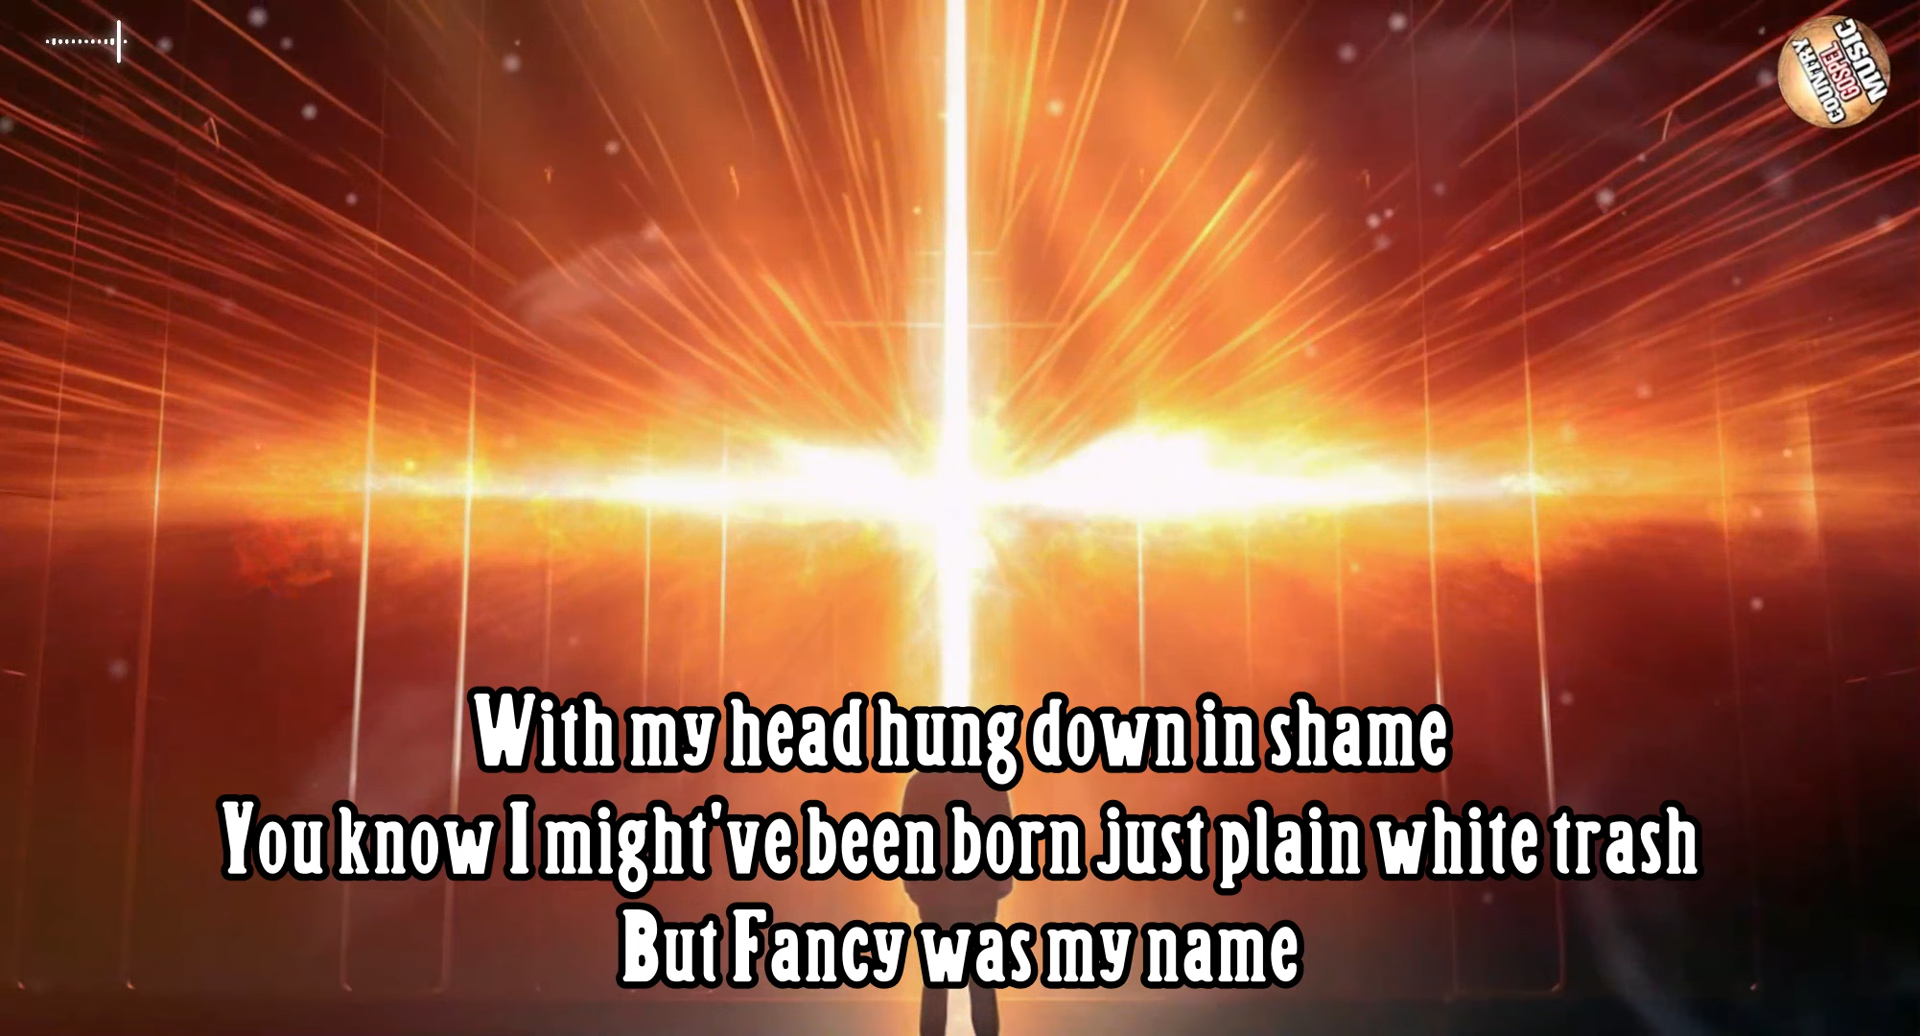 COUNTRY
GOSPEL
MUSIC
With my head hung down in shame
You know I might've been born just plain white trash
But Fancy was my name